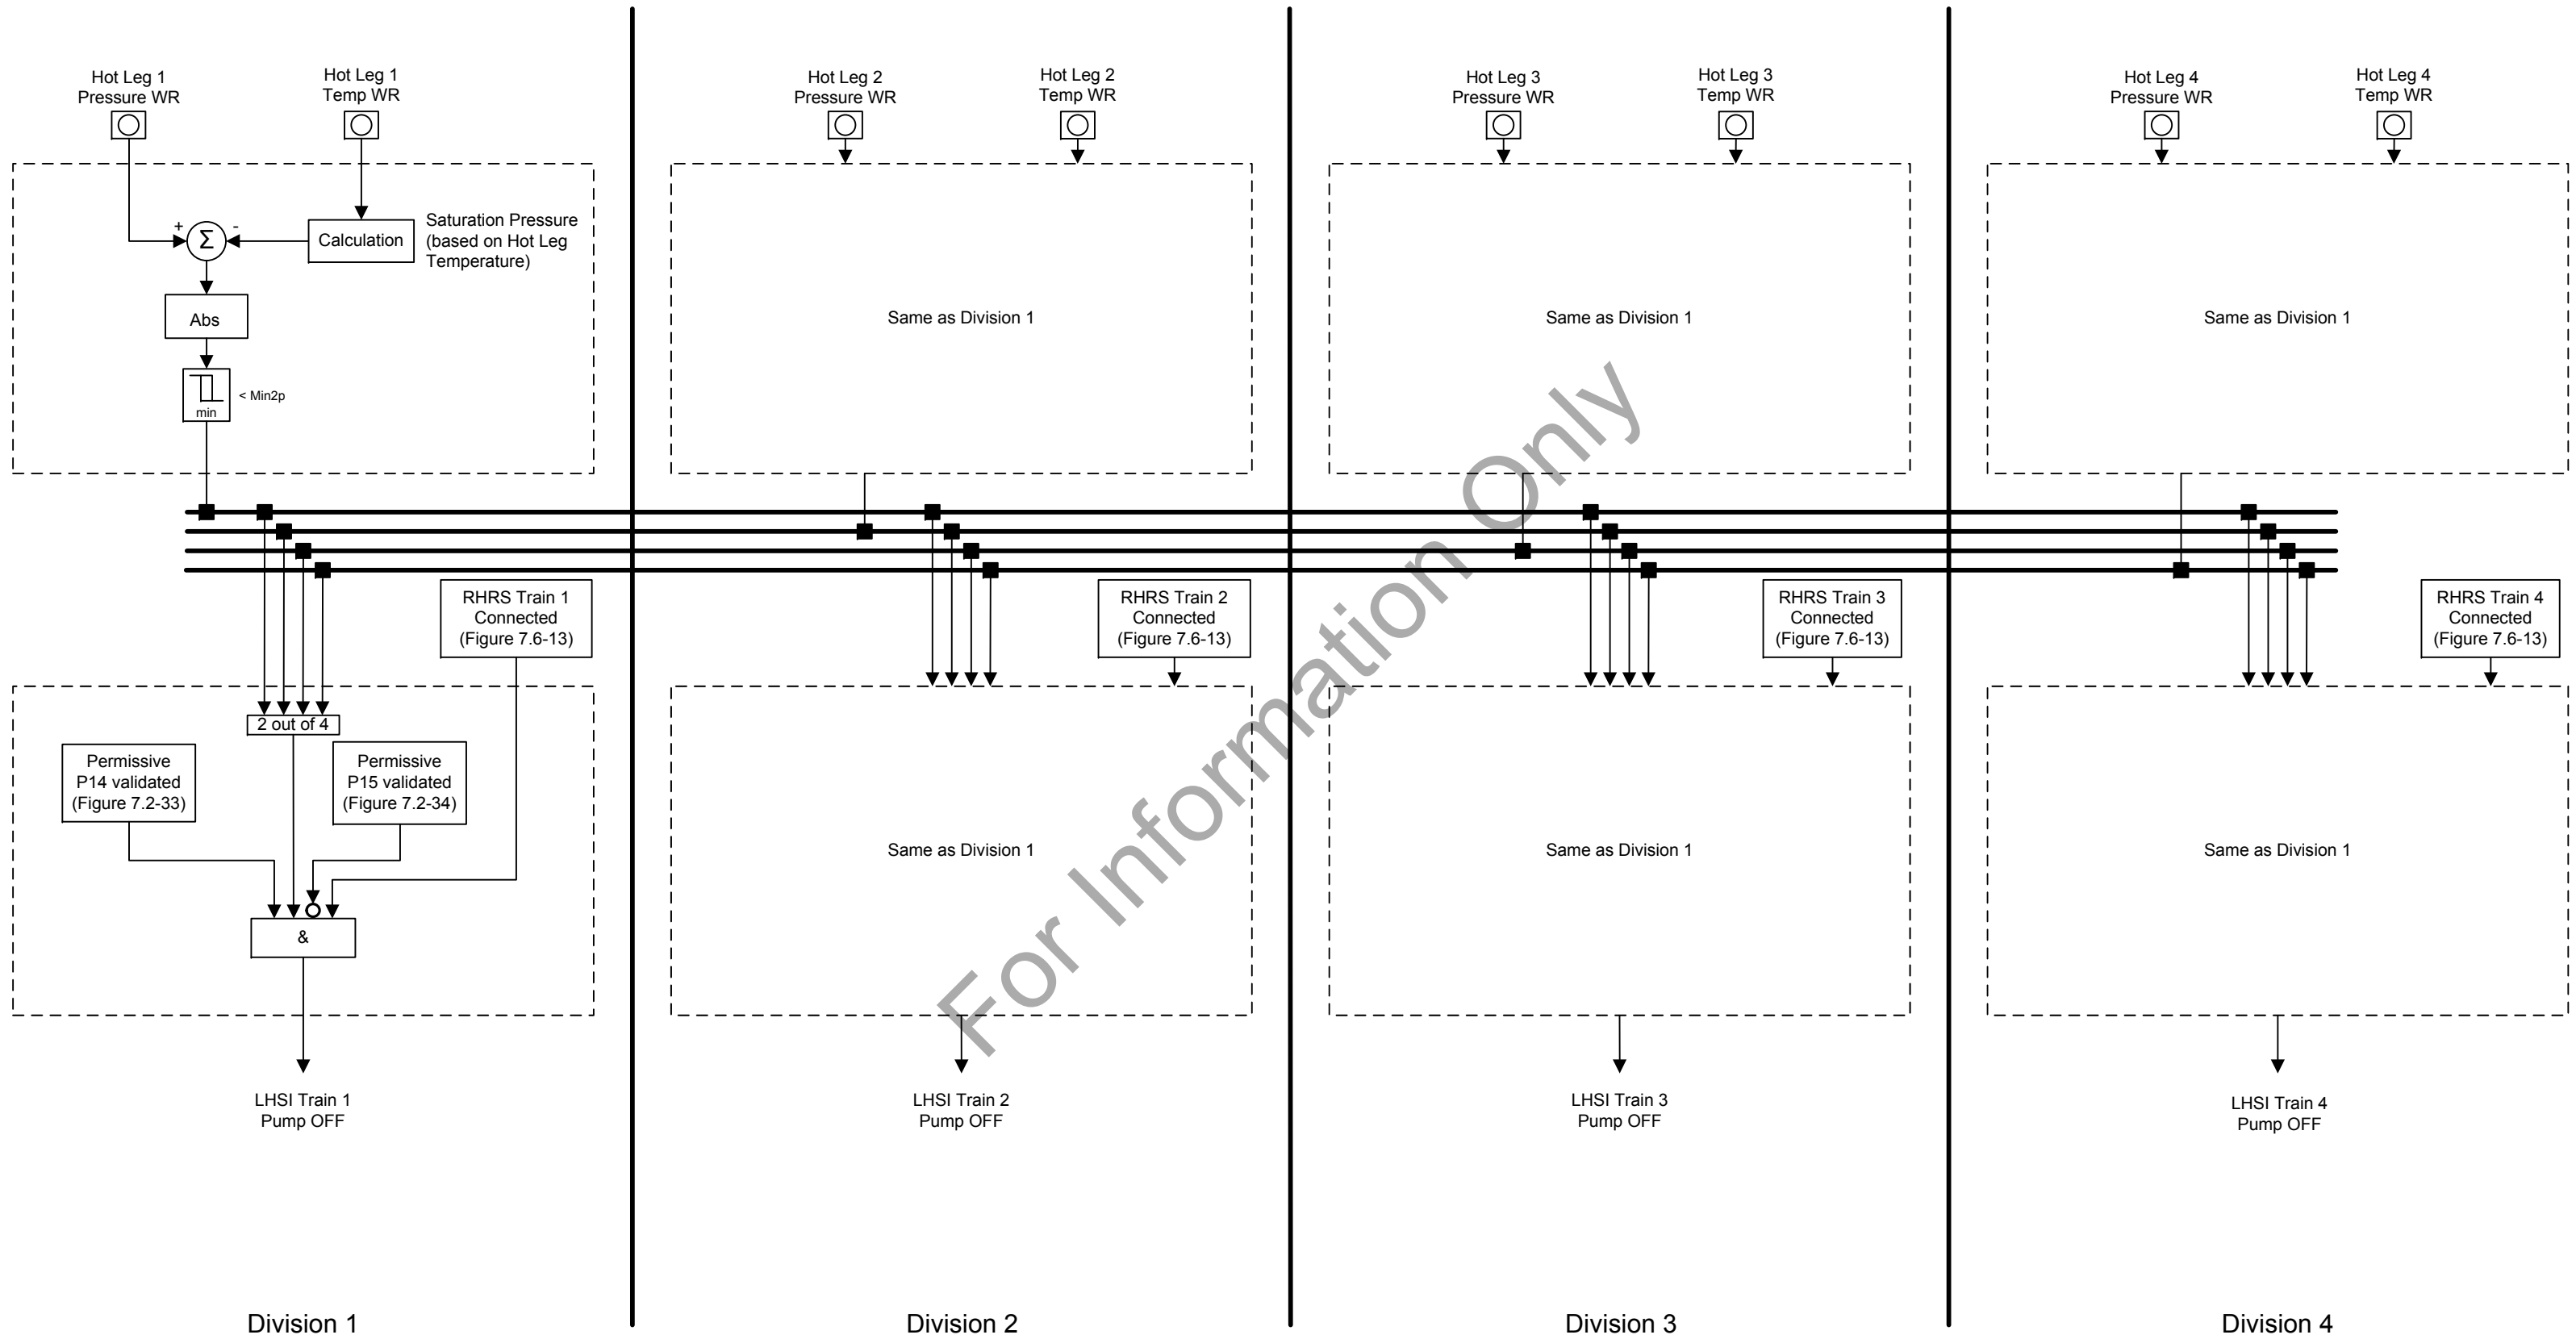 Hot Leg 1
Pressure WR
Hot Leg 1
Temp WR
+
-
Σ
Calculation
Saturation Pressure
(based on Hot Leg
Temperature)
Abs
min
< Min2p
RHRS Train 1
Connected
(Figure 7.6-13)
2 out of 4
Permissive
P14 validated
(Figure 7.2-33)
Permissive
P15 validated
(Figure 7.2-34)
&
LHSI Train 1
Pump OFF
Division 1
Hot Leg 2
Pressure WR
Hot Leg 2
Temp WR
Same as Division 1
RHRS Train 2
Connected
(Figure 7.6-13)
Same as Division 1
LHSI Train 2
Pump OFF
Division 2
Hot Leg 3
Pressure WR
Hot Leg 3
Temp WR
Same as Division 1
RHRS Train 3
Connected
(Figure 7.6-13)
Same as Division 1
LHSI Train 3
Pump OFF
Division 3
Hot Leg 4
Pressure WR
Hot Leg 4
Temp WR
Same as Division 1
RHRS Train 4
Connected
(Figure 7.6-13)
Same as Division 1
LHSI Train 4
Pump OFF
Division 4
For Information Only